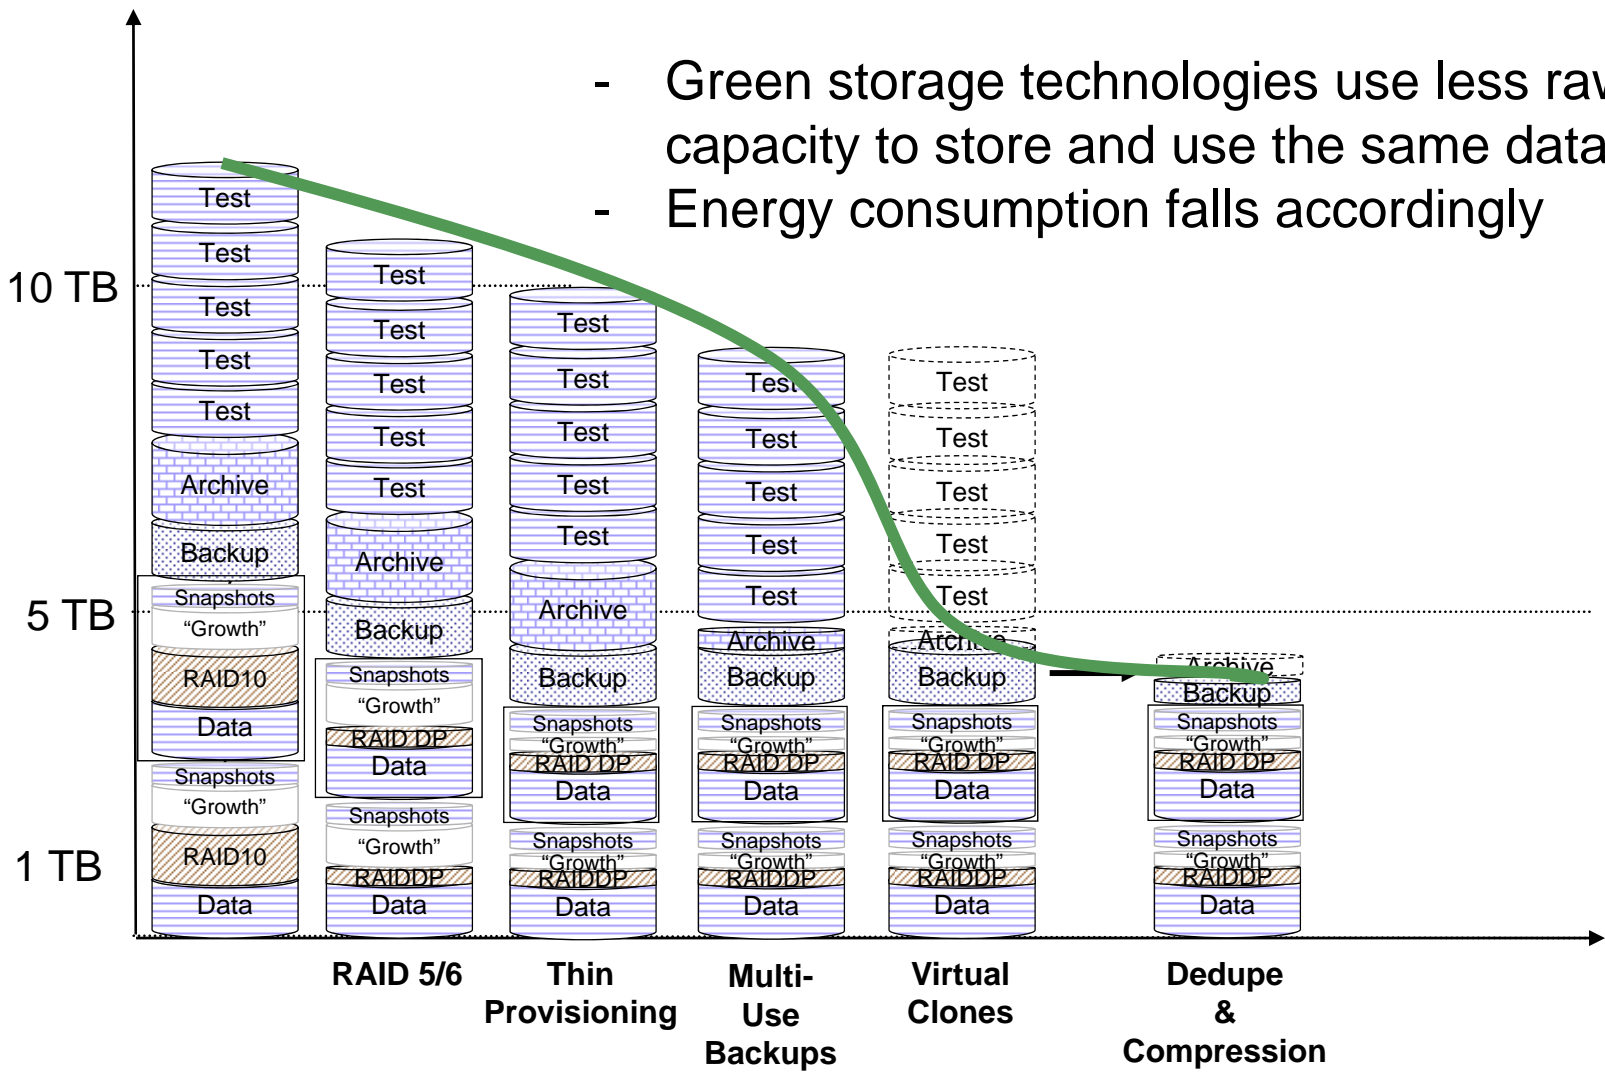 - Green storage technologies use less raw
capacity to store and use the same data
- Energy consumption falls accordingly
10 TB
5 TB
1 TB
Test
Test
Test
Test
Test
Archive
Backup
Snapshots
“Growth”
RAID10
Data
Snapshots
“Growth”
RAID10
Data
Test
Test
Test
Test
Test
Archive
Backup
Snapshots
“Growth”
RAID DP
Data
Snapshots
“Growth”
RAIDDP
Data
Test
Test
Test
Test
Test
Archive
Backup
Snapshots
“Growth”
RAID DP
Data
Snapshots
“Growth”
RAIDDP
Data
Test
Test
Test
Test
Test
Archive
Backup
Snapshots
“Growth”
RAID DP
Data
Snapshots
“Growth”
RAIDDP
Data
Test
Test
Test
Test
Test
Archive
Backup
Snapshots
“Growth”
RAID DP
Data
Snapshots
“Growth”
RAIDDP
Data
Archive
Backup
Snapshots
“Growth”
RAID DP
Data
Snapshots
“Growth”
RAIDDP
Data
RAID 5/6
Thin
Provisioning
Multi-
Use
Backups
Virtual
Clones
Dedupe
&
Compression